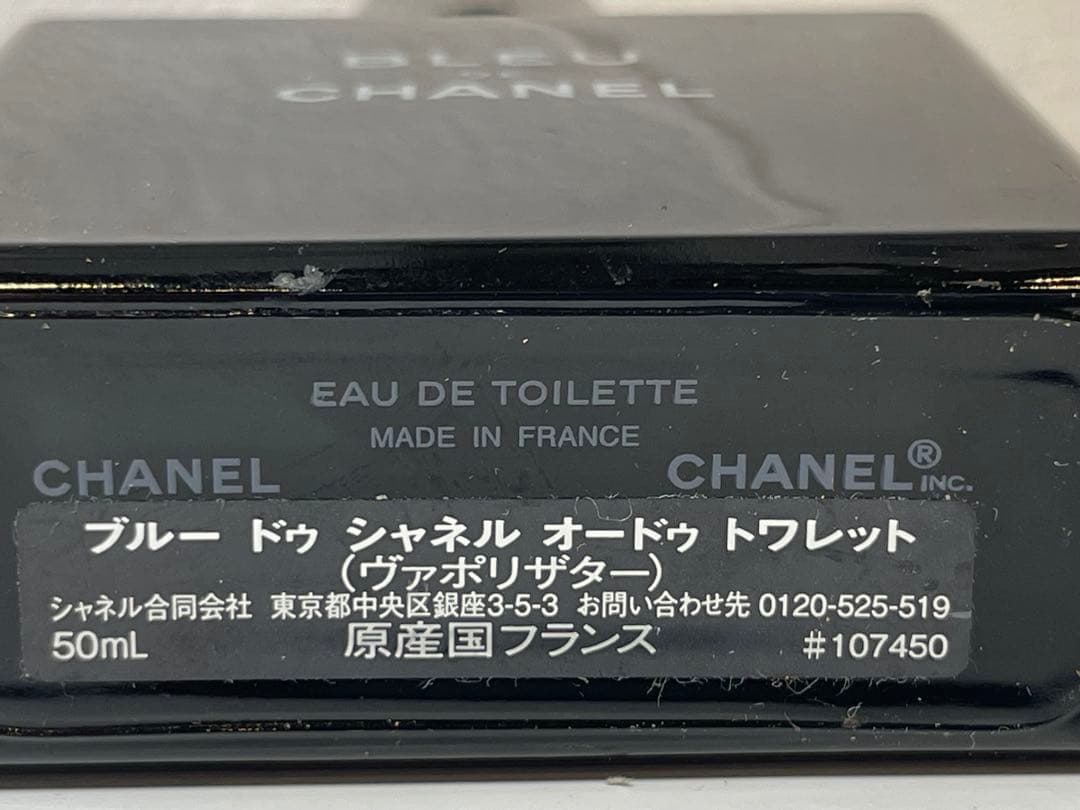 BLEU
DE
CHANEL
EAU DE TOILETTE
MADE IN FRANCE
CHANEL
CHANEL® INC.
ブルー ドゥ シャネル オードゥ トワレット
(ヴァポリザター)
シャネル合同会社 東京都中央区銀座3-5-3 お問い合わせ先 0120-525-519
50mL 原産国フランス #107450